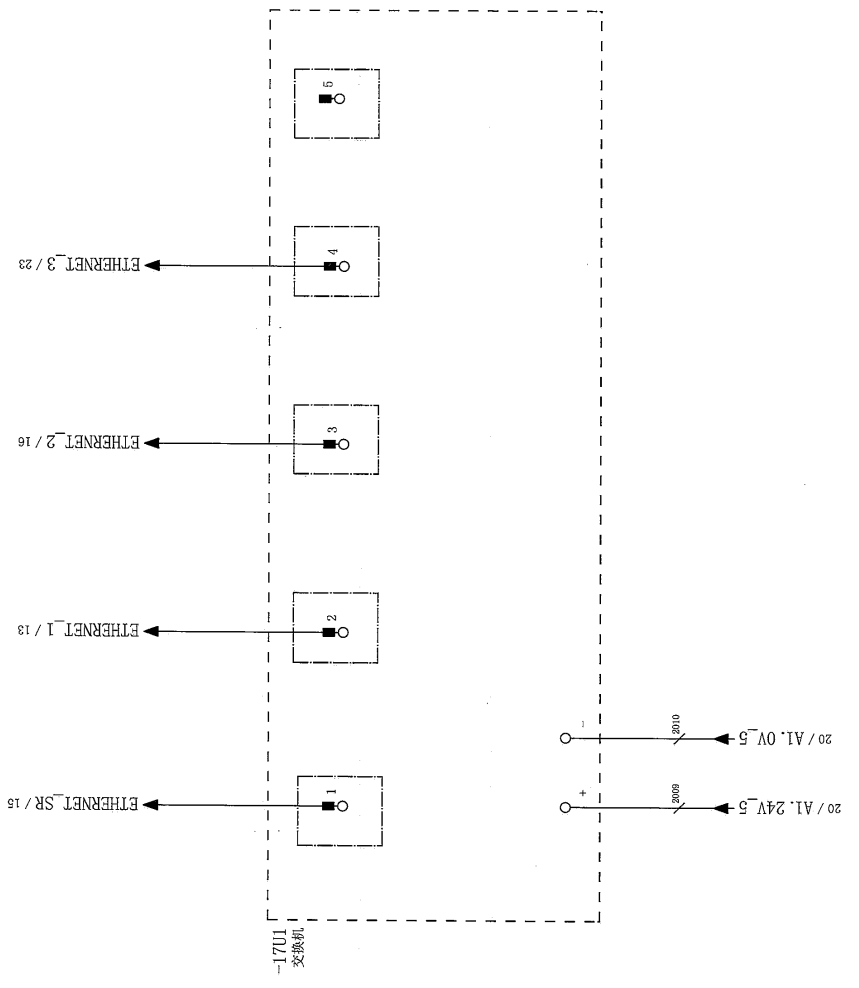 5
ETHERNET_3 / 23
4
ETHERNET_2 / 16
3
ETHERNET_1 / 13
2
-
2010
20 / A1.0V_5
ETHERNET_SR / 15
1
+
2009
20 / A1.24V_5
-17U1
交换机